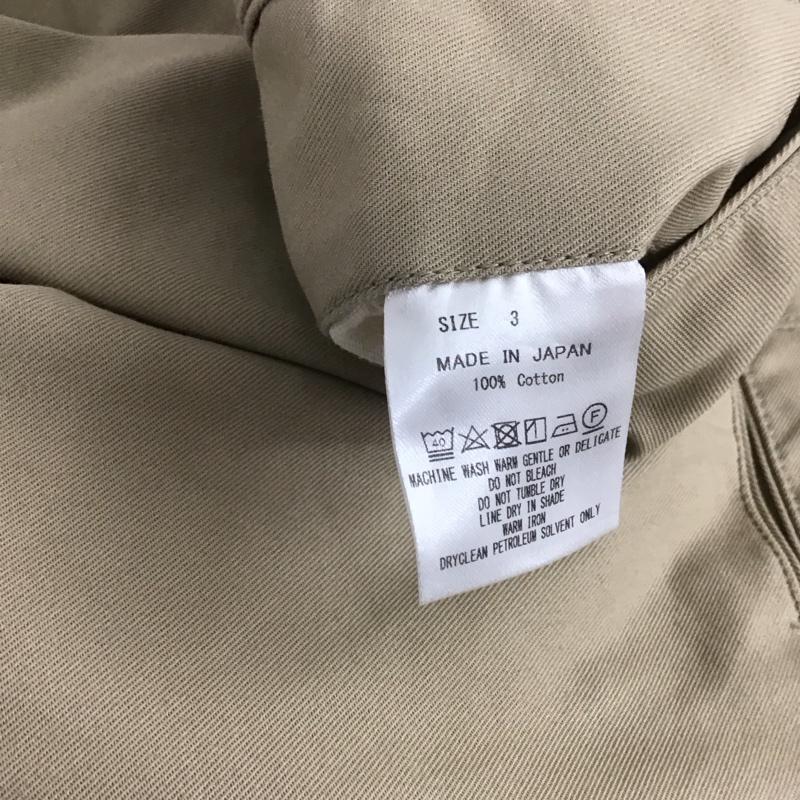 SIZE 3
MADE IN JAPAN
100% Cotton
40 F
MACHINE WASH WARM GENTLE OR DELICATE
DO NOT BLEACH
DO NOT TUMBLE DRY
LINE DRY IN SHADE
WARM IRON
DRYCLEAN PETROLEUM SOLVENT ONLY